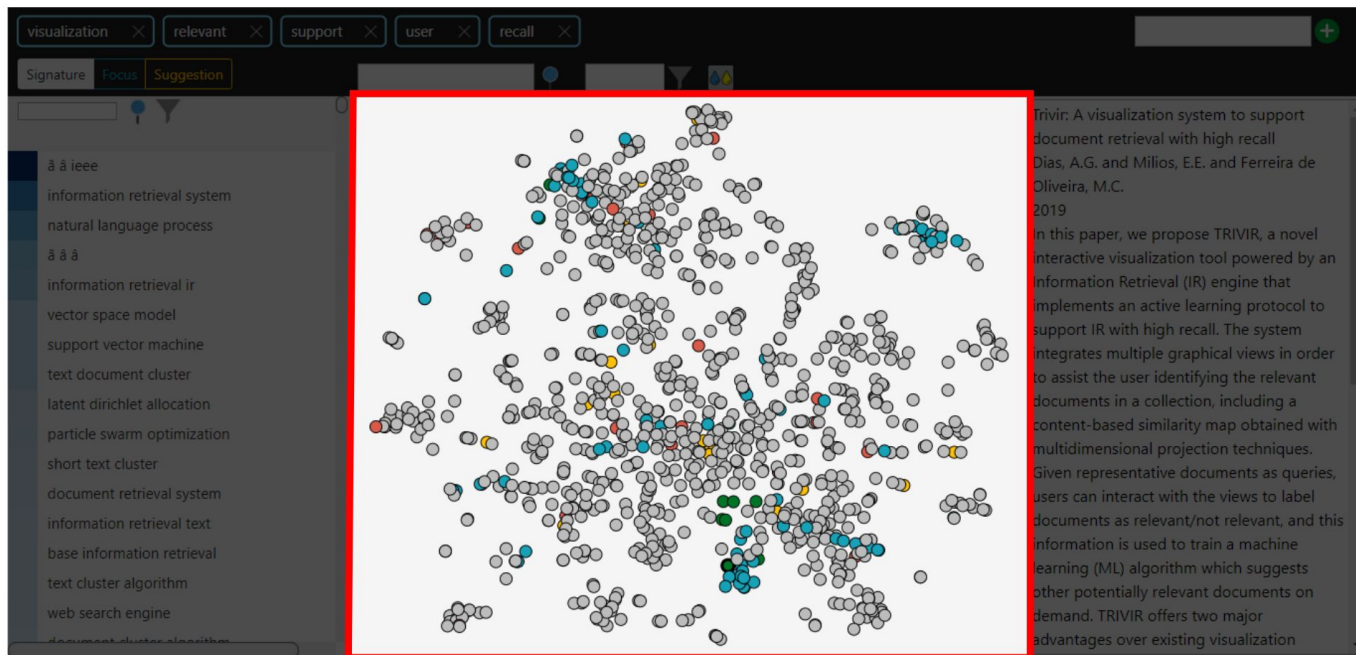 visualization
relevant
support
user
recall
Signature
Focus
Suggestion
ã â ieee
information retrieval system
natural language process
ã ã â
information retrieval ir
vector space model
support vector machine
text document cluster
latent dirichlet allocation
particle swarm optimization
short text cluster
document retrieval system
information retrieval text
base information retrieval
text cluster algorithm
web search engine
document cluster algorithm
Trivir: A visualization system to support
document retrieval with high recall
Dias, A.G. and Milios, E.E. and Ferreira de
Oliveira, M.C.
2019
In this paper, we propose TRIVIR, a novel
interactive visualization tool powered by an
Information Retrieval (IR) engine that
implements an active learning protocol to
support IR with high recall. The system
integrates multiple graphical views in order
to assist the user identifying the relevant
documents in a collection, including a
content-based similarity map obtained with
multidimensional projection techniques.
Given representative documents as queries,
users can interact with the views to label
documents as relevant/not relevant, and this
information is used to train a machine
learning (ML) algorithm which suggests
other potentially relevant documents on
demand. TRIVIR offers two major
advantages over existing visualization